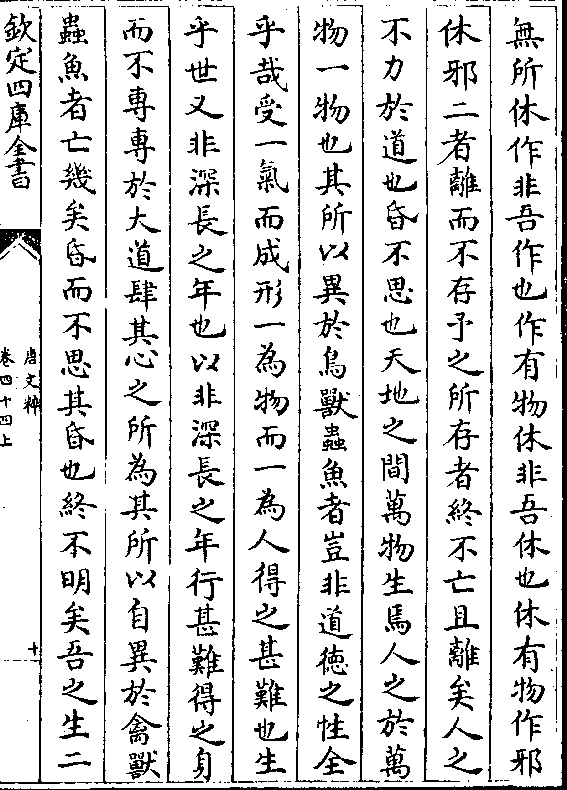 無所休作非吾作也作有物休非吾休也休有物作邪
休邪二者離而不存予之所存者終不亡且離矣人之
不力於道也昏不思也天地之間萬物生焉人之於萬
物一物也其所以異於鳥獸蟲魚者豈非道徳之性全
乎哉受一氣而成形一為物而一為人得之甚難也生
乎世又非深長之年也以非深長之年行甚難得之身
而不專專於大道肆其心之所為其所以自異於禽獸
蟲魚者亡幾矣昏而不思其昏也終不明矣吾之生二
欽定四庫全書
唐文粹
卷四十四上
十